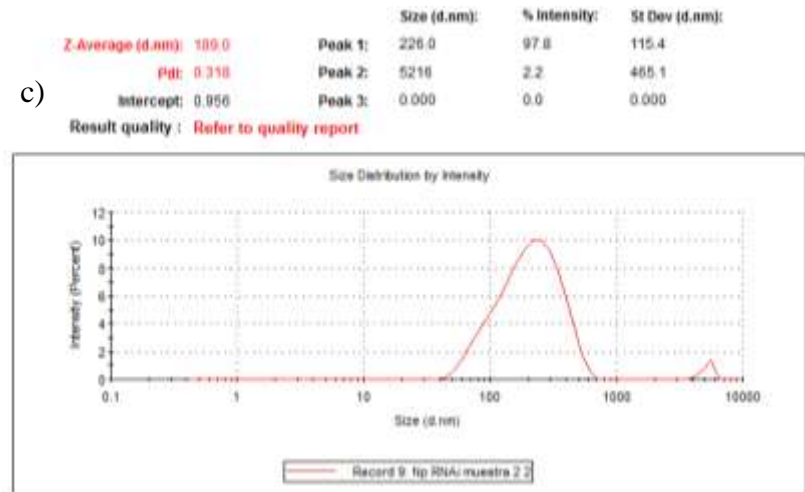 Size (d.nm): % Intensity: St Dev (d.nm):
Z-Average (d.nm): 189.0 Peak 1: 226.0 97.8 115.4
PdI: 0.318 Peak 2: 5216 2.2 465.1
c) Intercept: 0.956 Peak 3: 0.000 0.0 0.000
Result quality : Refer to quality report
Size Distribution by Intensity
Intensity (Percent)
12
10
8
6
4
2
0
0.1 1 10 100 1000 10000
Size (d.nm)
Record 9: Np RNAi muestra 2 2